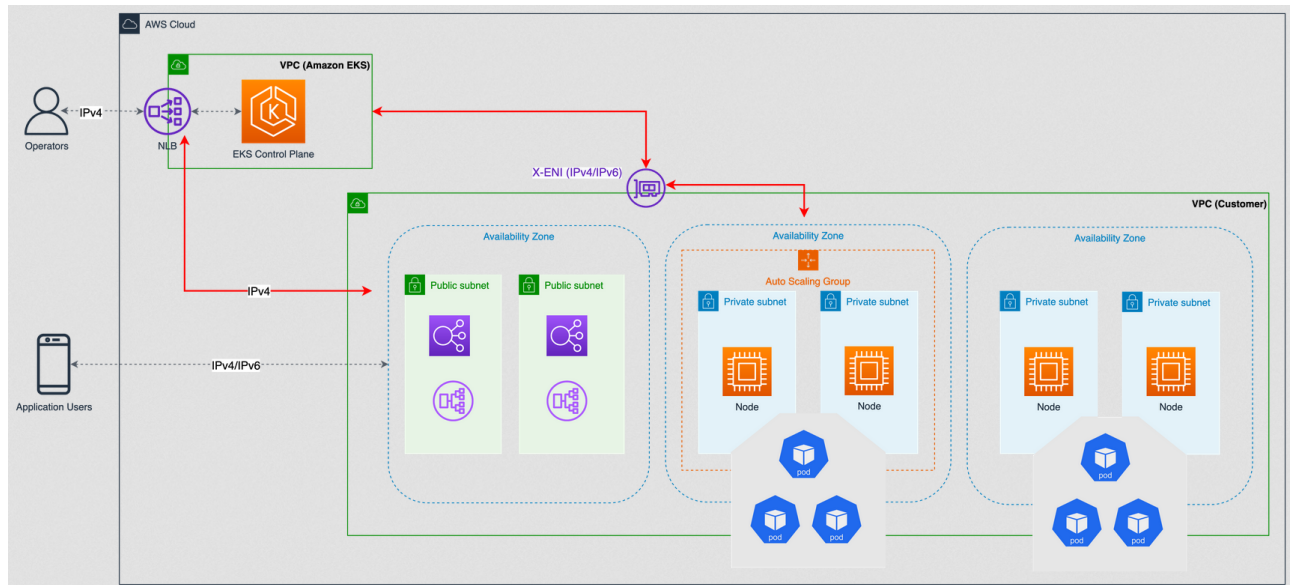 AWS Cloud
VPC (Amazon EKS)
Operators
IPv4
NLB
EKS Control Plane
X-ENI (IPv4/IPv6)
VPC (Customer)
Availability Zone
Availability Zone
Availability Zone
Auto Scaling Group
Public subnet
Public subnet
Private subnet
Private subnet
Private subnet
Private subnet
IPv4
IPv4/IPv6
Application Users
Node
Node
Node
Node
pod
pod
pod
pod
pod
pod